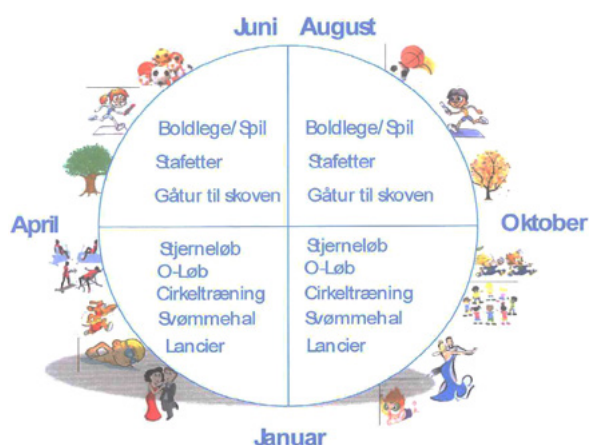 Juni August
Boldlege/Spil
Stafetter
Gåtur til skoven
Boldlege/Spil
Stafetter
Gåtur til skoven
April
Oktober
Stjerneløb
O-Løb
Cirkeltræning
Svømmehal
Lancier
Stjerneløb
O-Løb
Cirkeltræning
Svømmehal
Lancier
Januar